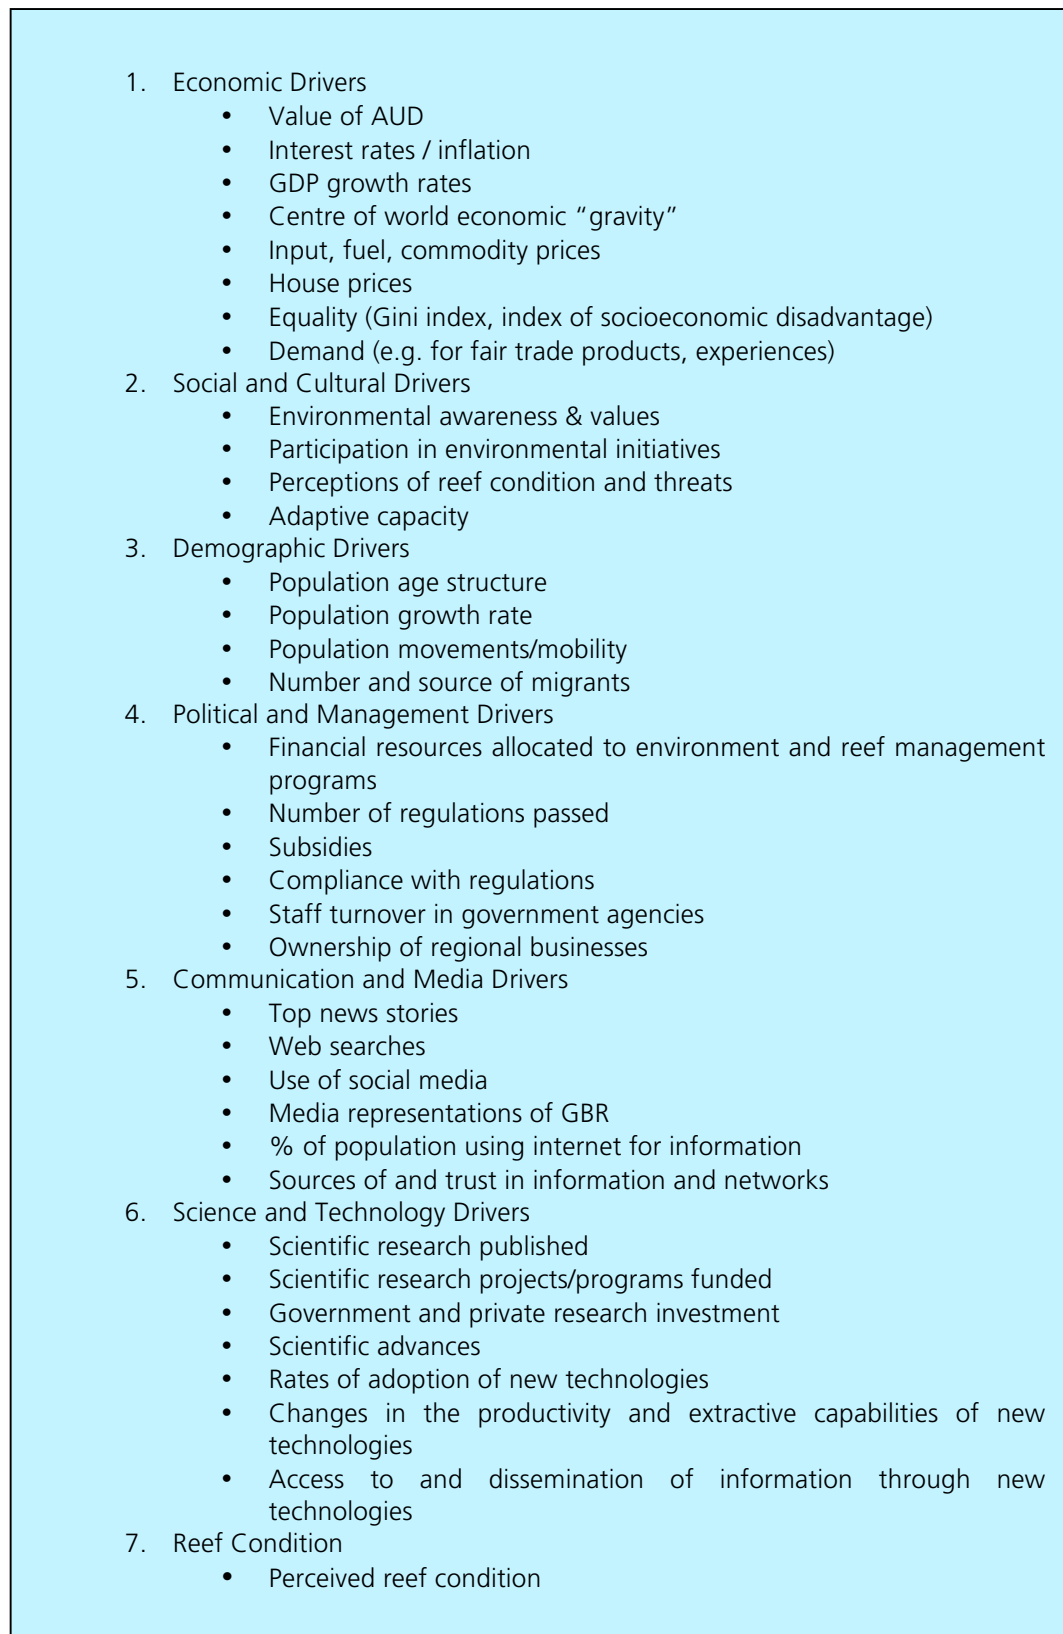 1. Economic Drivers
• Value of AUD
• Interest rates / inflation
• GDP growth rates
• Centre of world economic “gravity”
• Input, fuel, commodity prices
• House prices
• Equality (Gini index, index of socioeconomic disadvantage)
• Demand (e.g. for fair trade products, experiences)
2. Social and Cultural Drivers
• Environmental awareness & values
• Participation in environmental initiatives
• Perceptions of reef condition and threats
• Adaptive capacity
3. Demographic Drivers
• Population age structure
• Population growth rate
• Population movements/mobility
• Number and source of migrants
4. Political and Management Drivers
• Financial resources allocated to environment and reef management
programs
• Number of regulations passed
• Subsidies
• Compliance with regulations
• Staff turnover in government agencies
• Ownership of regional businesses
5. Communication and Media Drivers
• Top news stories
• Web searches
• Use of social media
• Media representations of GBR
• % of population using internet for information
• Sources of and trust in information and networks
6. Science and Technology Drivers
• Scientific research published
• Scientific research projects/programs funded
• Government and private research investment
• Scientific advances
• Rates of adoption of new technologies
• Changes in the productivity and extractive capabilities of new
technologies
• Access to and dissemination of information through new
technologies
7. Reef Condition
• Perceived reef condition